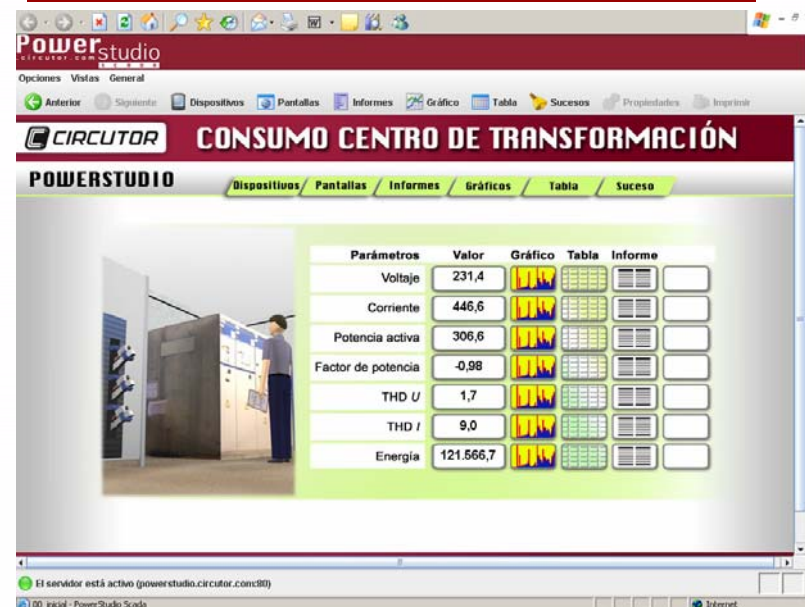 Powerstudio
.circutor.com
SCADA
Opciones Vistas General
Anterior Siguiente Dispositivos Pantallas Informes Gráfico Tabla Sucesos Propiedades Imprimir
CIRCUTOR CONSUMO CENTRO DE TRANSFORMACIÓN
POWERSTUDIO Dispositivos Pantallas Informes Gráficos Tabla Suceso
Parámetros Valor Gráfico Tabla Informe
Voltaje 231,4
Corriente 446,6
Potencia activa 306,6
Factor de potencia -0,98
THD U 1,7
THD I 9,0
Energía 121.566,7
El servidor está activo (powerstudio.circutor.com:80)
00_inicial - PowerStudio Scada Internet